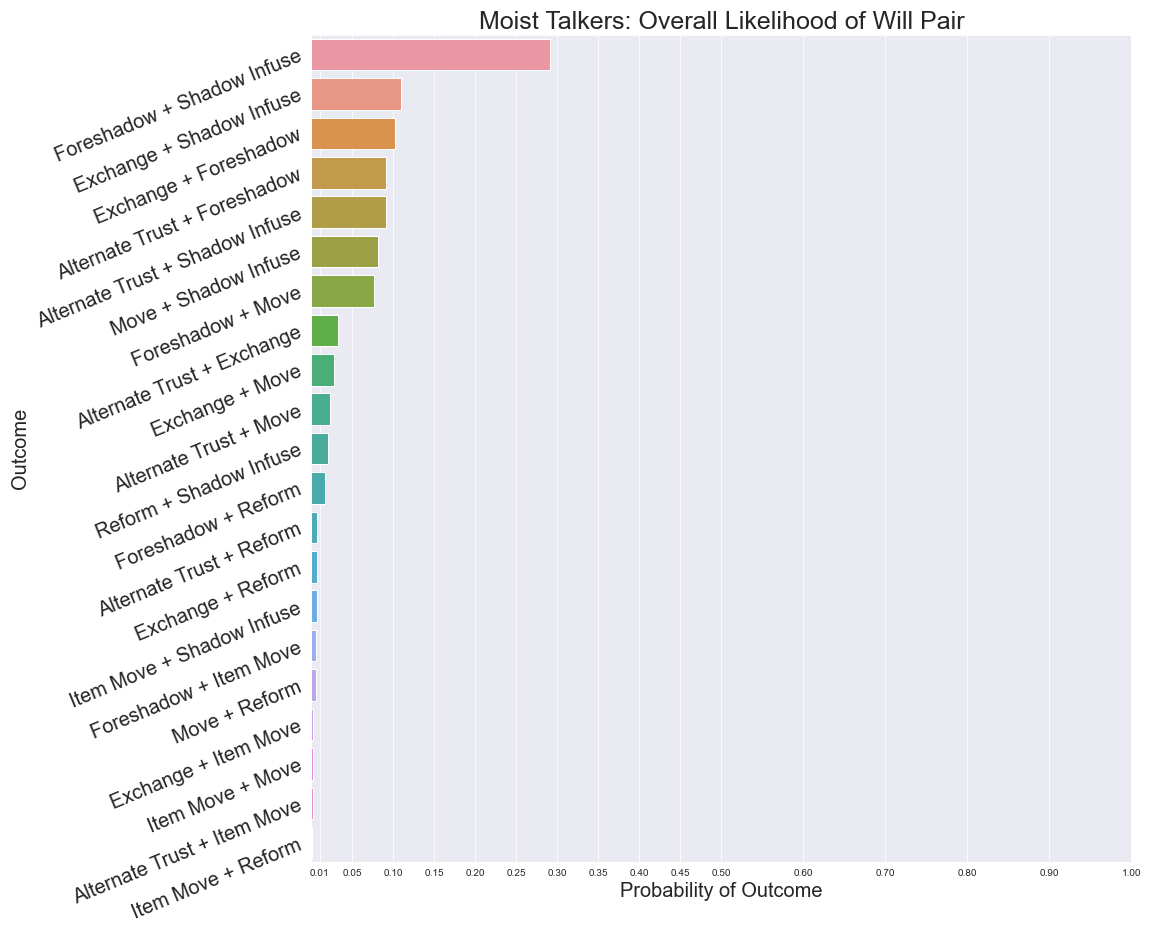 Moist Talkers: Overall Likelihood of Will Pair
Outcome
Foreshadow + Shadow Infuse
Exchange + Shadow Infuse
Exchange + Foreshadow
Alternate Trust + Foreshadow
Alternate Trust + Shadow Infuse
Move + Shadow Infuse
Foreshadow + Move
Alternate Trust + Exchange
Exchange + Move
Alternate Trust + Move
Reform + Shadow Infuse
Foreshadow + Reform
Alternate Trust + Reform
Exchange + Reform
Item Move + Shadow Infuse
Foreshadow + Item Move
Move + Reform
Exchange + Item Move
Item Move + Move
Alternate Trust + Item Move
Item Move + Reform
0.01 0.05 0.10 0.15 0.20 0.25 0.30 0.35 0.40 0.45 0.50 0.60 0.70 0.80 0.90 1.00
Probability of Outcome